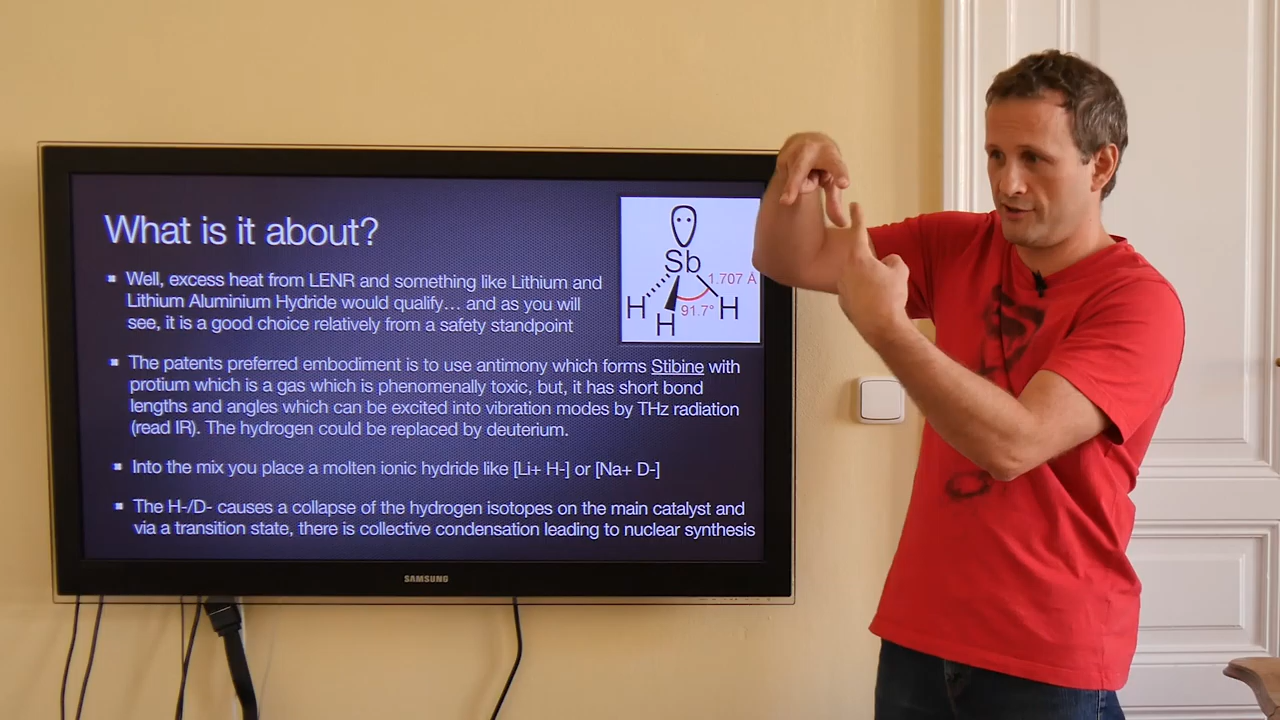 What is it about?
Well, excess heat from LENR and something like Lithium and
Lithium Aluminium Hydride would qualify... and as you will
see, it is a good choice relatively from a safety standpoint
The patents preferred embodiment is to use antimony which forms Stibine with
protium which is a gas which is phenomenally toxic, but, it has short bond
lengths and angles which can be excited into vibration modes by THz radiation
(read IR). The hydrogen could be replaced by deuterium.
Into the mix you place a molten ionic hydride like [Li+ H-] or [Na+ D-]
The H-/D- causes a collapse of the hydrogen isotopes on the main catalyst and
via a transition state, there is collective condensation leading to nuclear synthesis
Sb
1.707 Å
H
H
91.7°
H
SAMSUNG